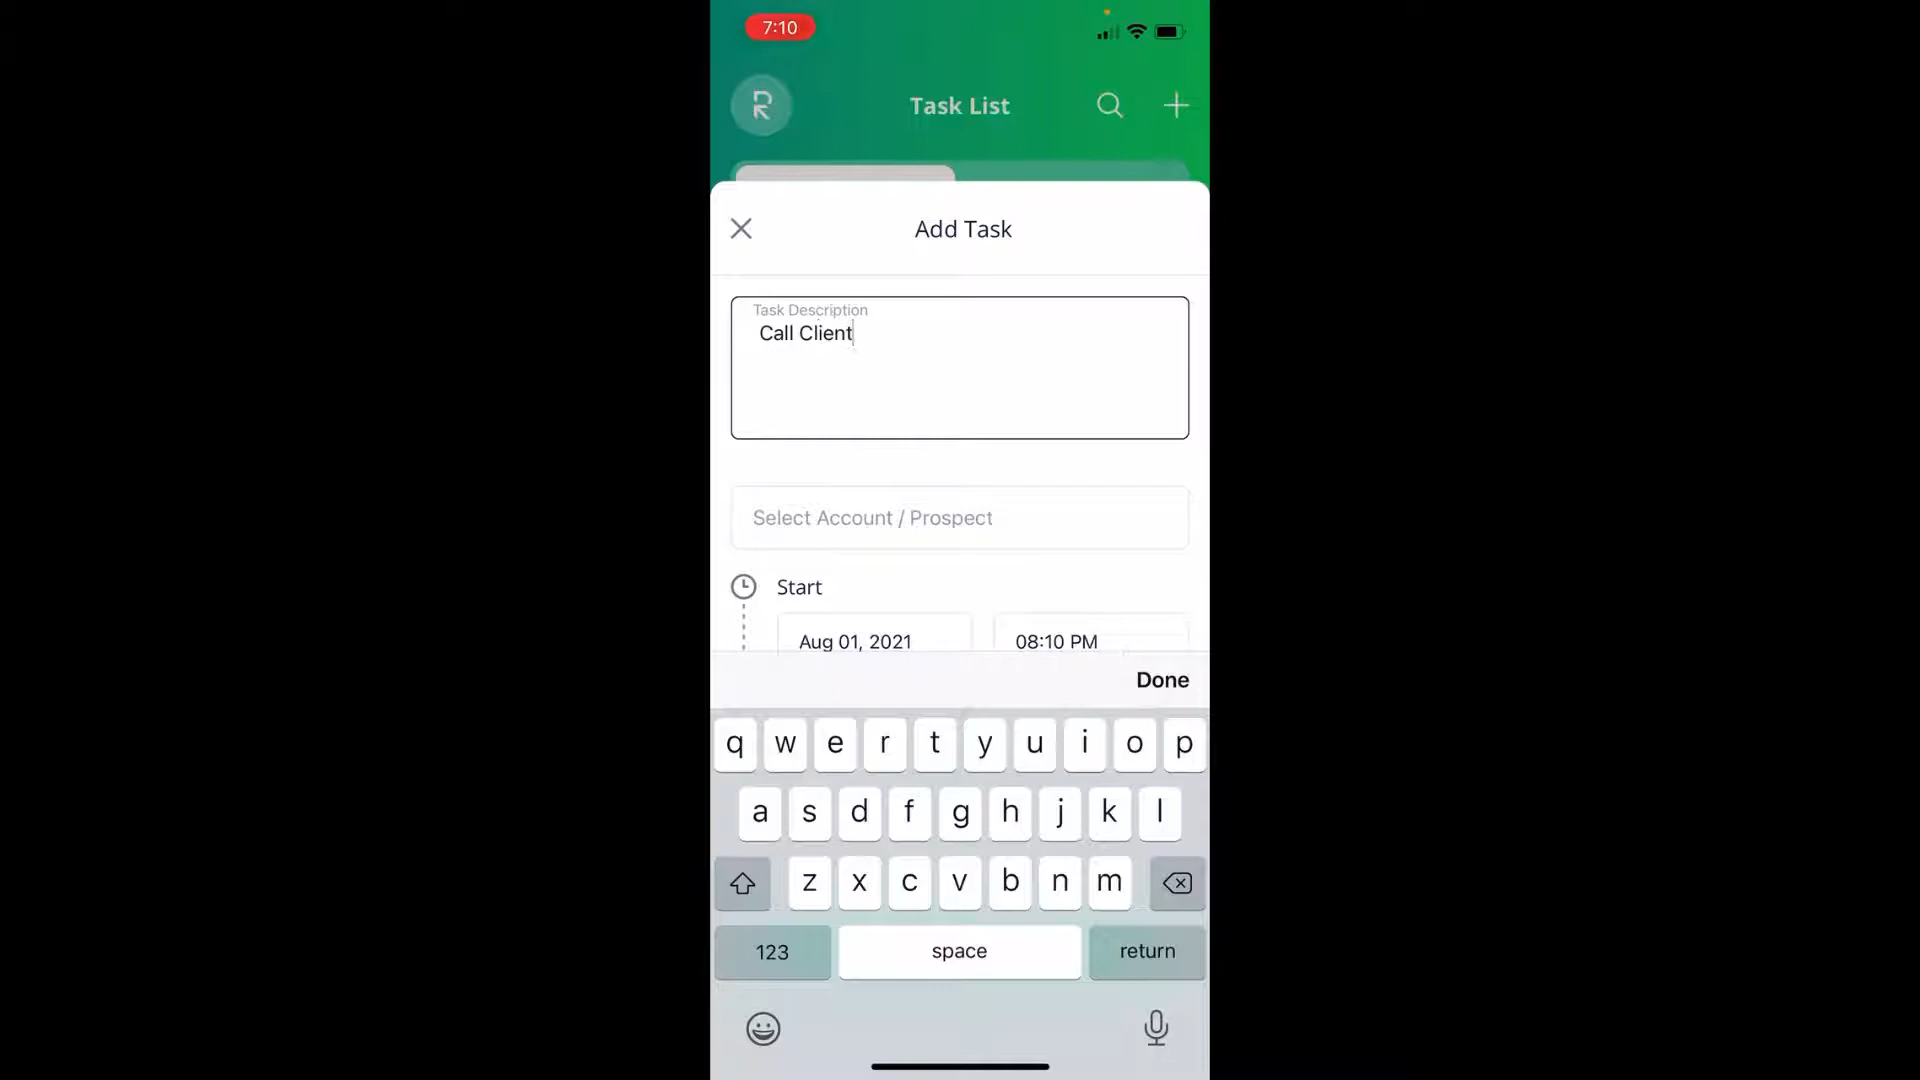 7:10
Task List
Add Task
Task Description
Call Client
Select Account / Prospect
Start
Aug 01, 2021 08:10 PM
Done
q w e r t y u i o p
a s d f g h j k l
z x c v b n m
123 space return